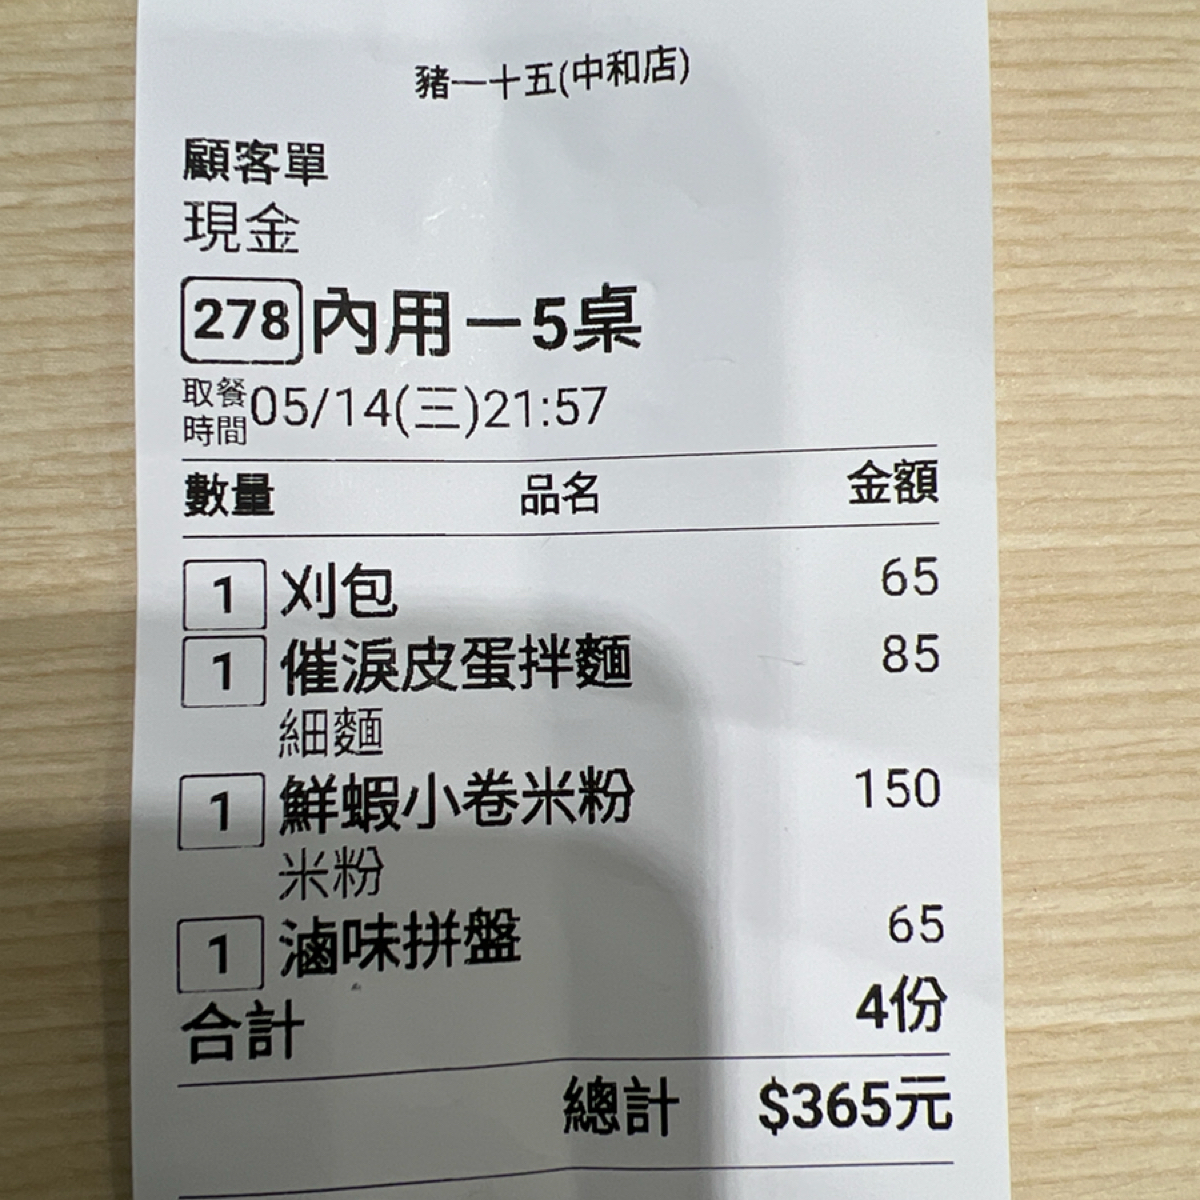 豬一十五(中和店)
顧客單
現金
278 內用－5桌
取餐時間 05/14(三)21:57
數量 品名 金額
1 刈包 65
1 催淚皮蛋拌麵 85
細麵
1 鮮蝦小卷米粉 150
米粉
1 滷味拼盤 65
合計 4份
總計 $365元